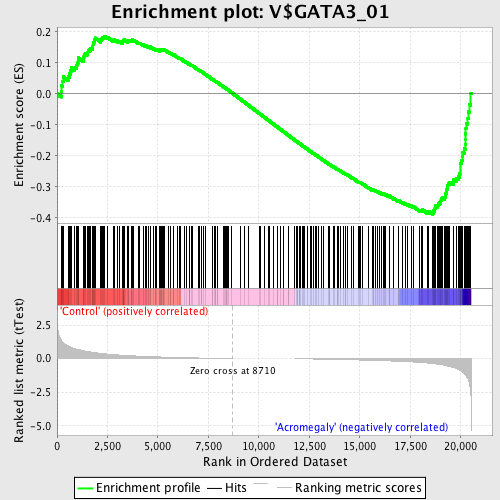 Enrichment plot: V$GATA3_01
Enrichment score (ES)
0.2
0.1
0.0
-0.1
-0.2
-0.3
-0.4
'Control' (positively correlated)
Ranked list metric (tTest)
2.5
0.0
-2.5
-5.0
Zero cross at 8710
'Acromegaly' (negatively correlated)
0
2,500
5,000
7,500
10,000
12,500
15,000
17,500
20,000
Rank in Ordered Dataset
Enrichment profile
Hits
Ranking metric scores